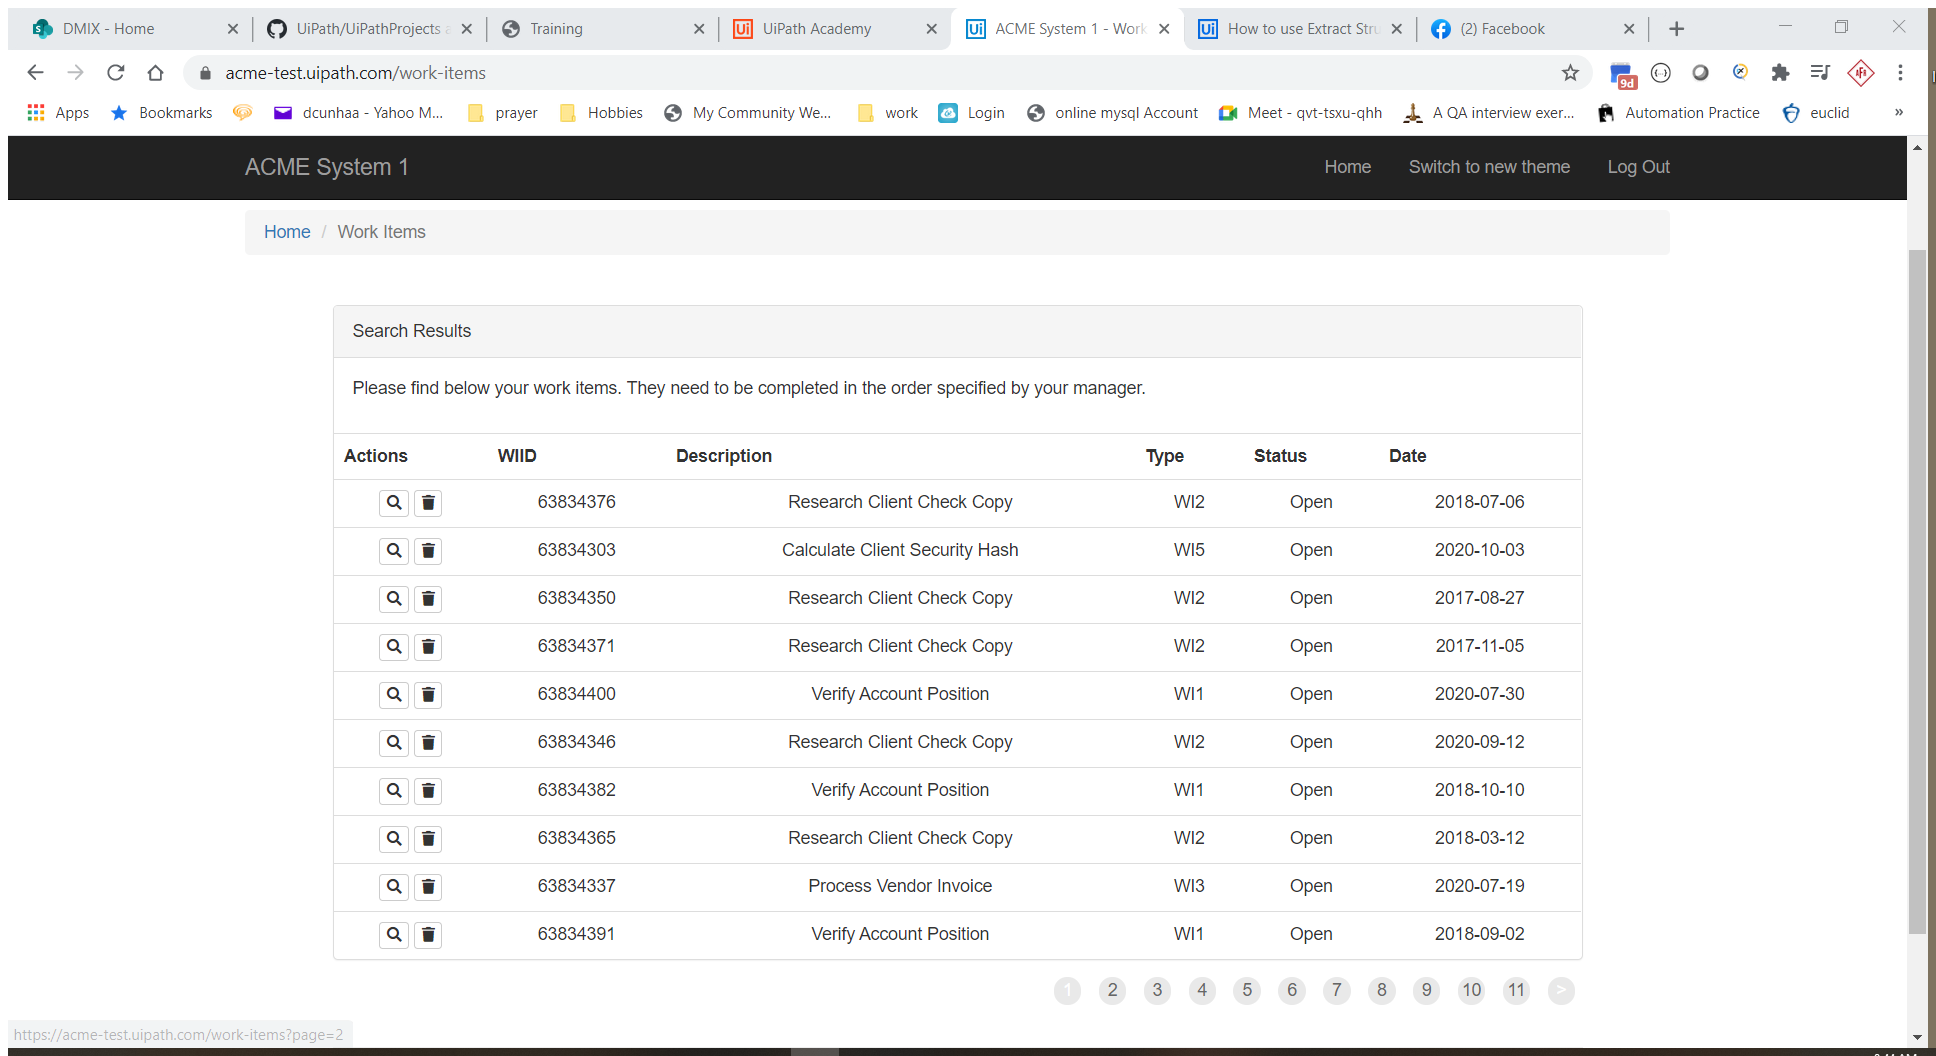 DMIX - Home
UiPath/UiPathProjects
Training
UiPath Academy
ACME System 1 - Work
How to use Extract Stru
(2) Facebook
acme-test.uipath.com/work-items
9d
Apps
Bookmarks
dcunhaa - Yahoo M...
prayer
Hobbies
My Community We...
work
Login
online mysql Account
Meet - qvt-tsxu-qhh
A QA interview exer...
Automation Practice
euclid
»
ACME System 1
Home
Switch to new theme
Log Out
Home / Work Items
Search Results
Please find below your work items. They need to be completed in the order specified by your manager.
Actions WIID Description Type Status Date
63834376 Research Client Check Copy WI2 Open 2018-07-06
63834303 Calculate Client Security Hash WI5 Open 2020-10-03
63834350 Research Client Check Copy WI2 Open 2017-08-27
63834371 Research Client Check Copy WI2 Open 2017-11-05
63834400 Verify Account Position WI1 Open 2020-07-30
63834346 Research Client Check Copy WI2 Open 2020-09-12
63834382 Verify Account Position WI1 Open 2018-10-10
63834365 Research Client Check Copy WI2 Open 2018-03-12
63834337 Process Vendor Invoice WI3 Open 2020-07-19
63834391 Verify Account Position WI1 Open 2018-09-02
1 2 3 4 5 6 7 8 9 10 11 >
https://acme-test.uipath.com/work-items?page=2